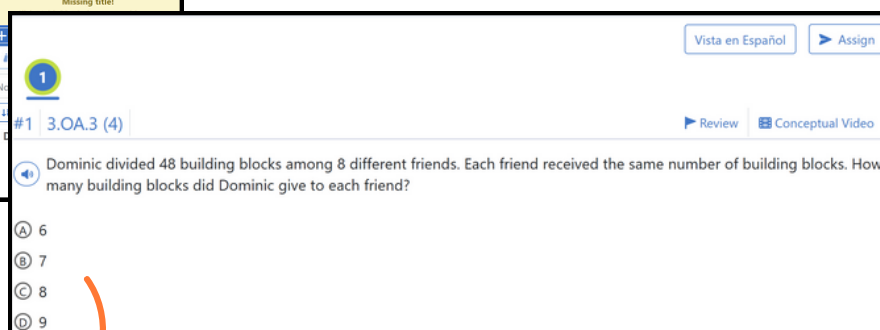 Missing title!
Vista en Español
Assign
1
#1 3.OA.3 (4)
Review
Conceptual Video
Dominic divided 48 building blocks among 8 different friends. Each friend received the same number of building blocks. How
many building blocks did Dominic give to each friend?
A 6
B 7
C 8
D 9